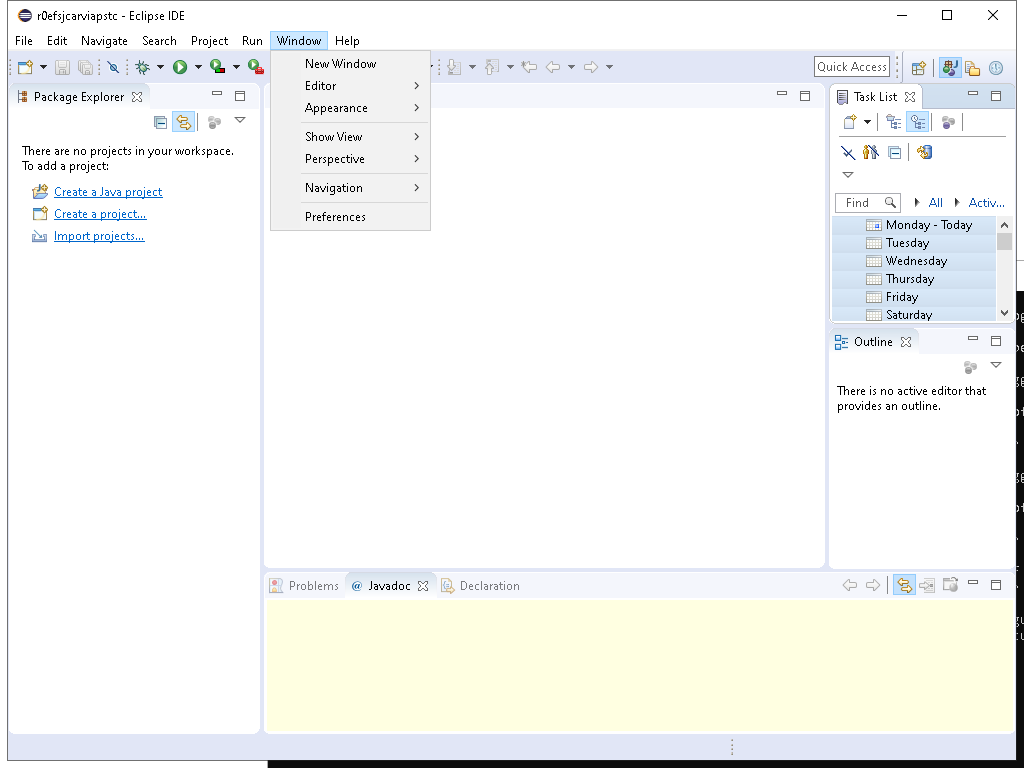 r0efsjcarviapstc - Eclipse IDE
File Edit Navigate Search Project Run Window Help
New Window
Editor
Appearance
Show View
Perspective
Navigation
Preferences
Quick Access
Package Explorer
There are no projects in your workspace.
To add a project:
Create a Java project
Create a project...
Import projects...
Task List
Find
All
Activ...
Monday - Today
Tuesday
Wednesday
Thursday
Friday
Saturday
Outline
There is no active editor that
provides an outline.
Problems
@ Javadoc
Declaration